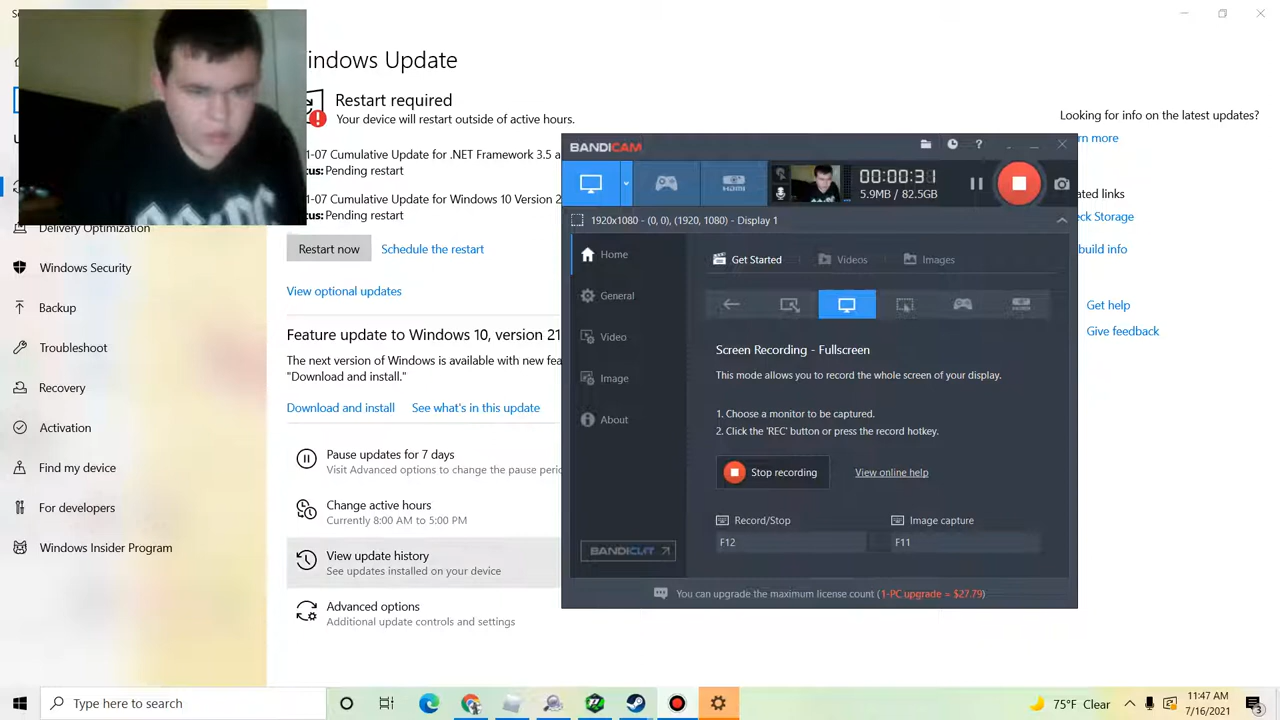 indows Update
Restart required
Your device will restart outside of active hours.
1-07 Cumulative Update for .NET Framework 3.5 a
tus: Pending restart
1-07 Cumulative Update for Windows 10 Version 2
tus: Pending restart
Restart now
Schedule the restart
View optional updates
Feature update to Windows 10, version 21
The next version of Windows is available with new fea
"Download and install."
Download and install
See what's in this update
Pause updates for 7 days
Visit Advanced options to change the pause peric
Change active hours
Currently 8:00 AM to 5:00 PM
View update history
See updates installed on your device
Advanced options
Additional update controls and settings
Delivery Optimization
Windows Security
Backup
Troubleshoot
Recovery
Activation
Find my device
For developers
Windows Insider Program
Looking for info on the latest updates?
rn more
ated links
eck Storage
build info
Get help
Give feedback
BANDICAM
HDMI
00:00:31
5.9MB / 82.5GB
1920x1080 - (0, 0), (1920, 1080) - Display 1
Home
General
Video
Image
About
BANDICUT
Get Started
Videos
Images
HDMI
Screen Recording - Fullscreen
This mode allows you to record the whole screen of your display.
1. Choose a monitor to be captured.
2. Click the 'REC' button or press the record hotkey.
Stop recording
View online help
Record/Stop
Image capture
F12
F11
You can upgrade the maximum license count (1-PC upgrade = $27.79)
Type here to search
75°F Clear
11:47 AM
7/16/2021
3